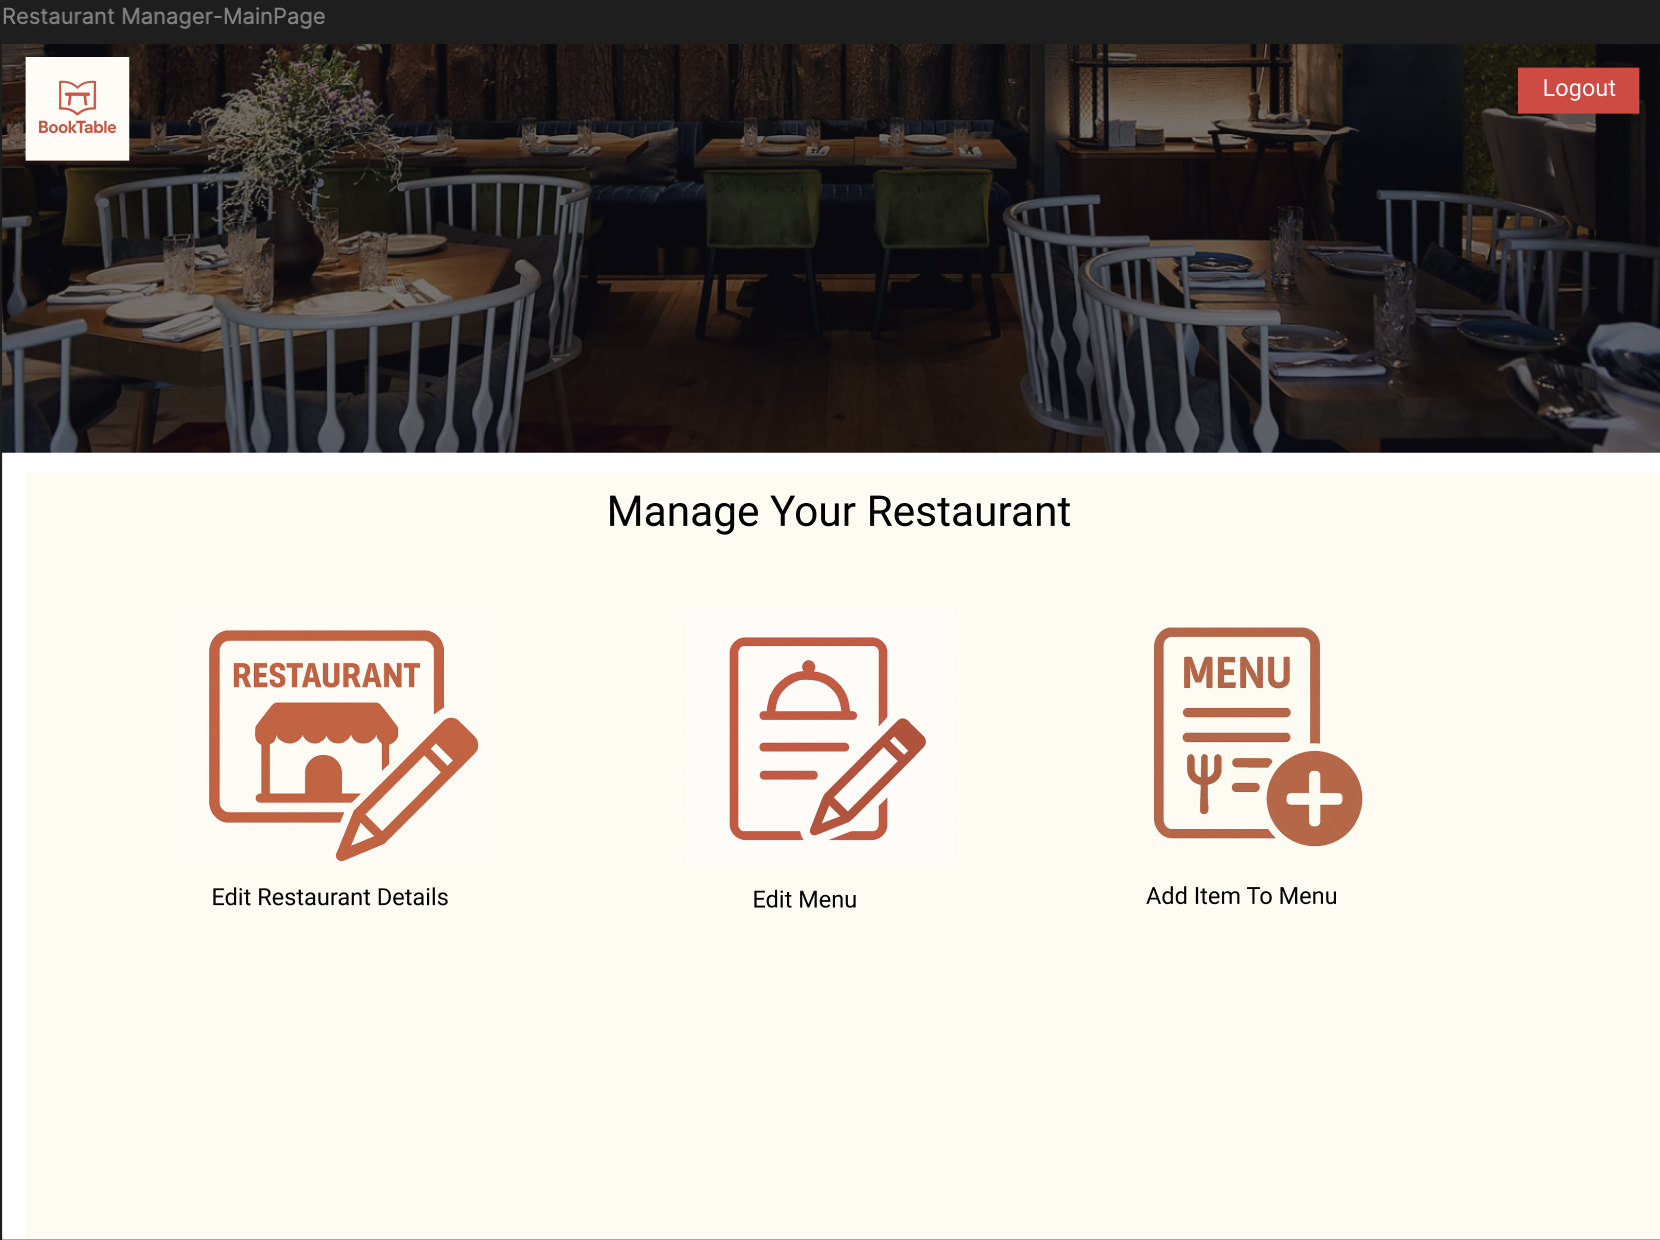 Restaurant Manager-MainPage
BookTable
Logout
Manage Your Restaurant
RESTAURANT
MENU
Edit Restaurant Details
Edit Menu
Add Item To Menu